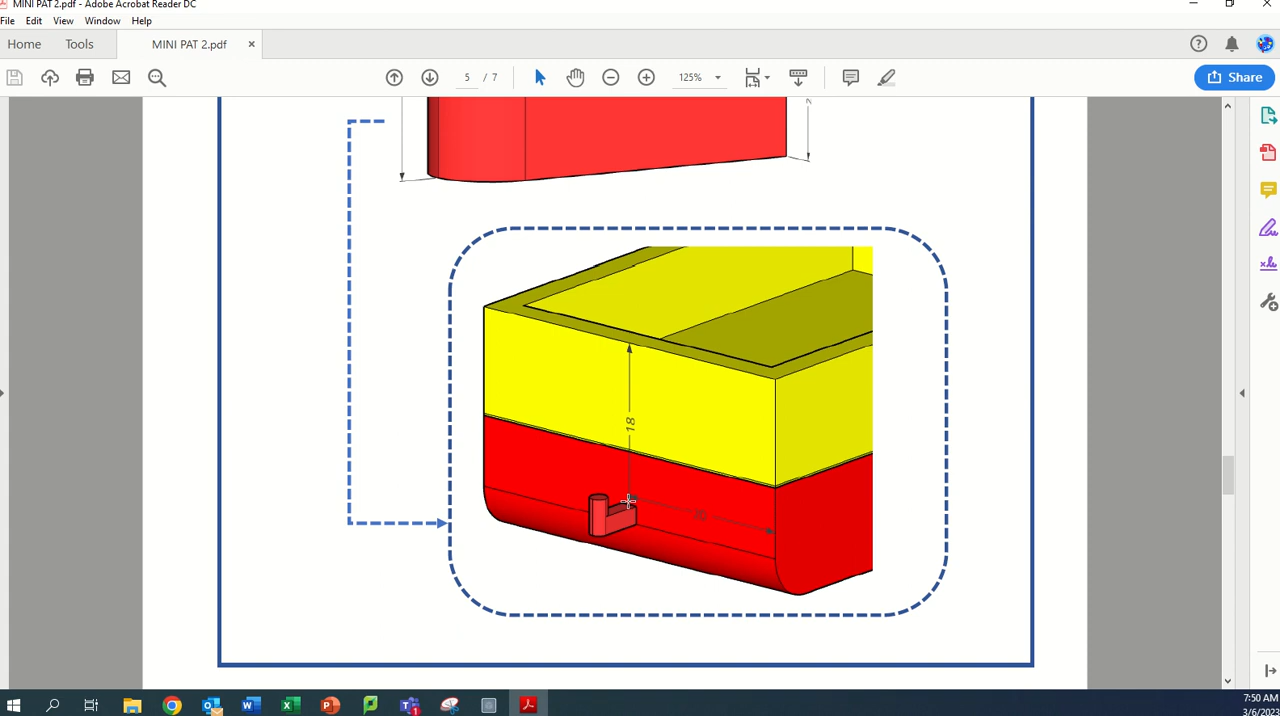 MINI PAT 2.pdf - Adobe Acrobat Reader DC
File Edit View Window Help
Home Tools MINI PAT 2.pdf ×
5 / 7 125% Share
18
7:50 AM
3/6/2023